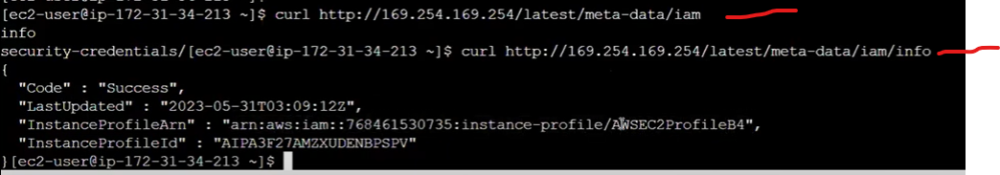 [ec2-user@ip-172-31-34-213 ~]$ curl http://169.254.169.254/latest/meta-data/iam
info
security-credentials/[ec2-user@ip-172-31-34-213 ~]$ curl http://169.254.169.254/latest/meta-data/iam/info
{
  "Code" : "Success",
  "LastUpdated" : "2023-05-31T03:09:12Z",
  "InstanceProfileArn" : "arn:aws:iam::768461530735:instance-profile/AWSEC2ProfileB4",
  "InstanceProfileId" : "AIPA3F27AMZXUDENBPSPV"
}[ec2-user@ip-172-31-34-213 ~]$